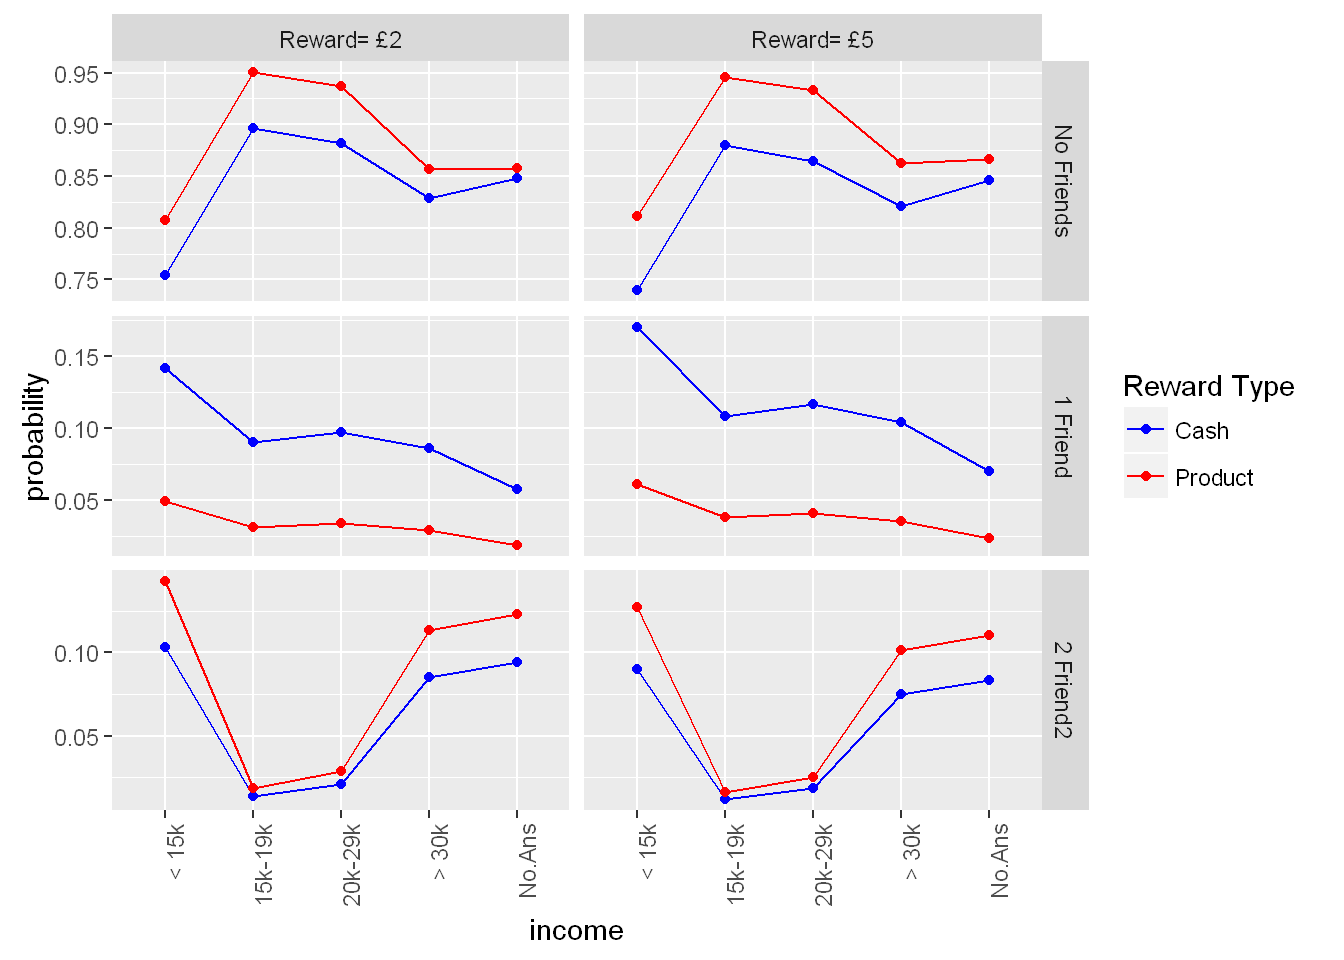 Reward= £2
Reward= £5
0.95
0.90
0.85
0.80
0.75
No Friends
0.15
0.10
0.05
1 Friend
0.10
0.05
2 Friend2
probability
< 15k
15k-19k
20k-29k
> 30k
No.Ans
< 15k
15k-19k
20k-29k
> 30k
No.Ans
income
Reward Type
Cash
Product